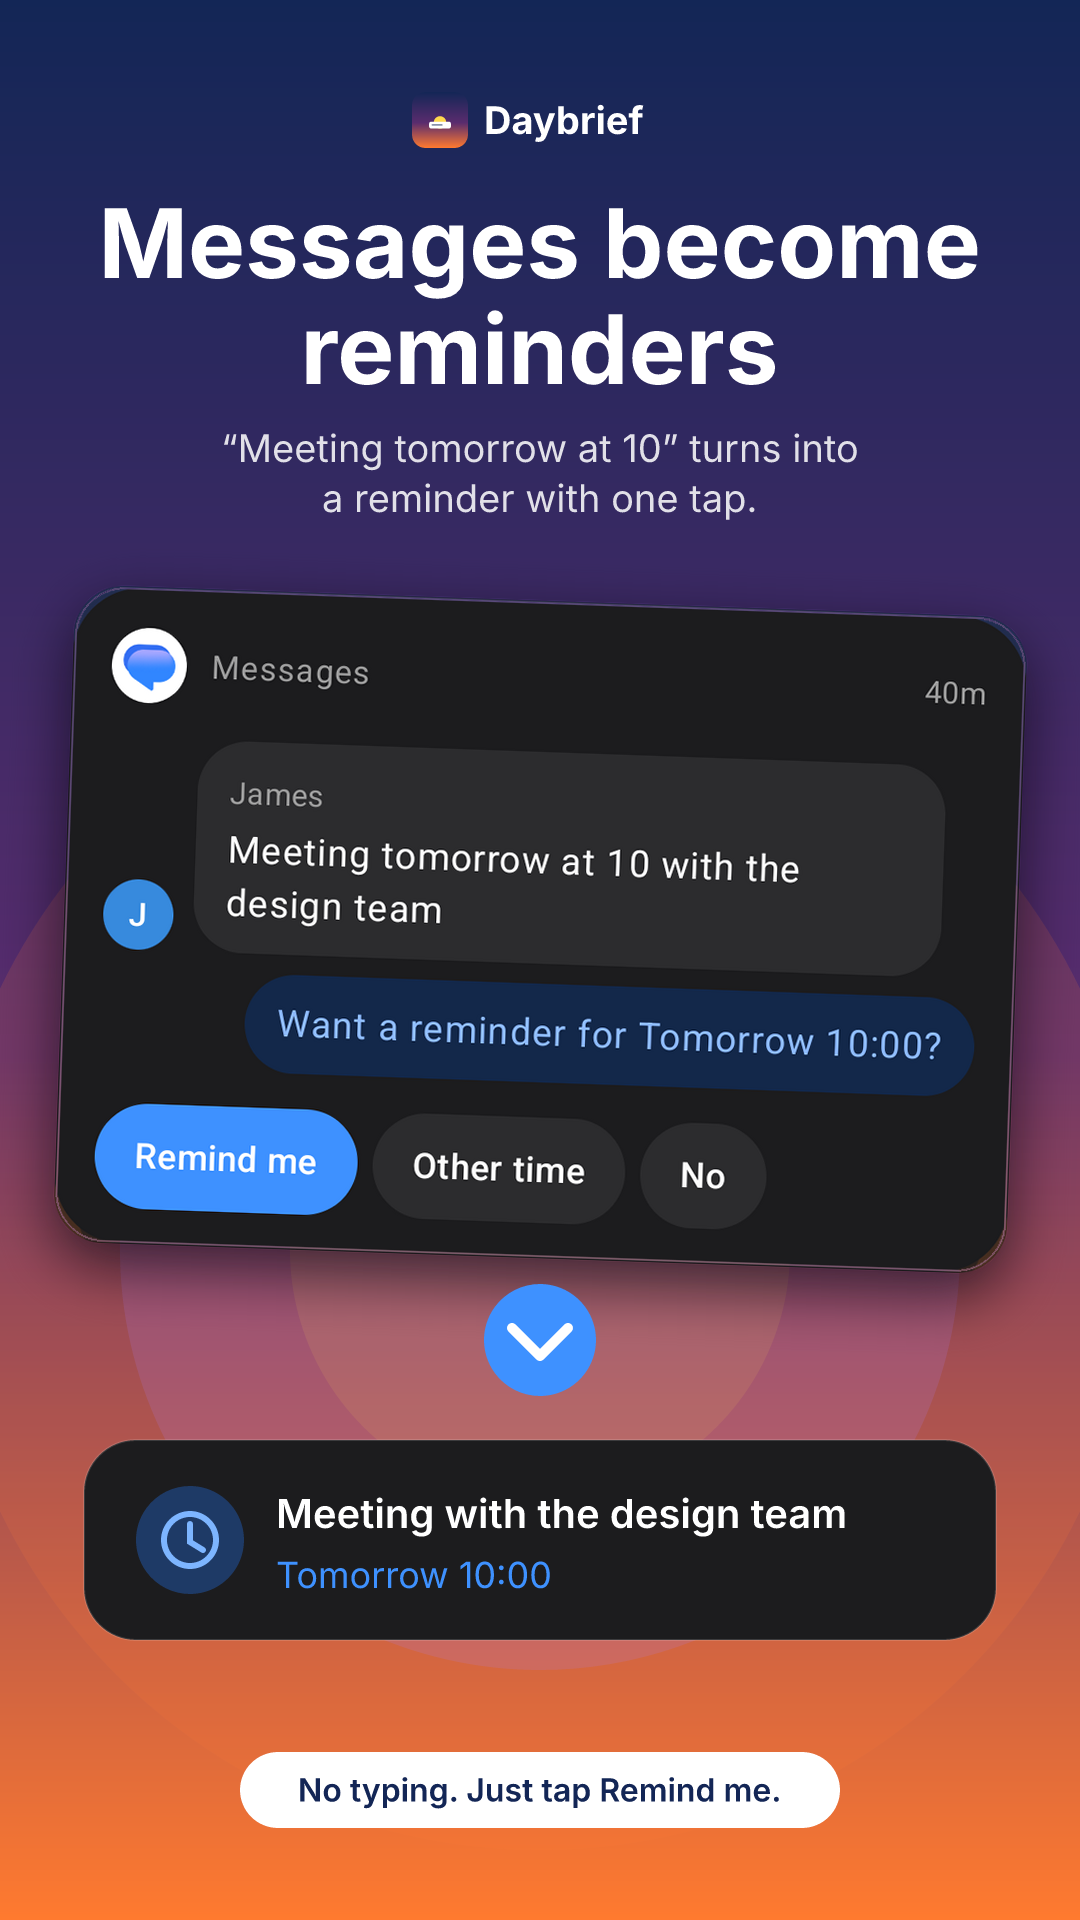 Daybrief
Messages become
reminders
“Meeting tomorrow at 10” turns into
a reminder with one tap.
Messages
40m
James
Meeting tomorrow at 10 with the
design team
J
Want a reminder for Tomorrow 10:00?
Remind me
Other time
No
Meeting with the design team
Tomorrow 10:00
No typing. Just tap Remind me.